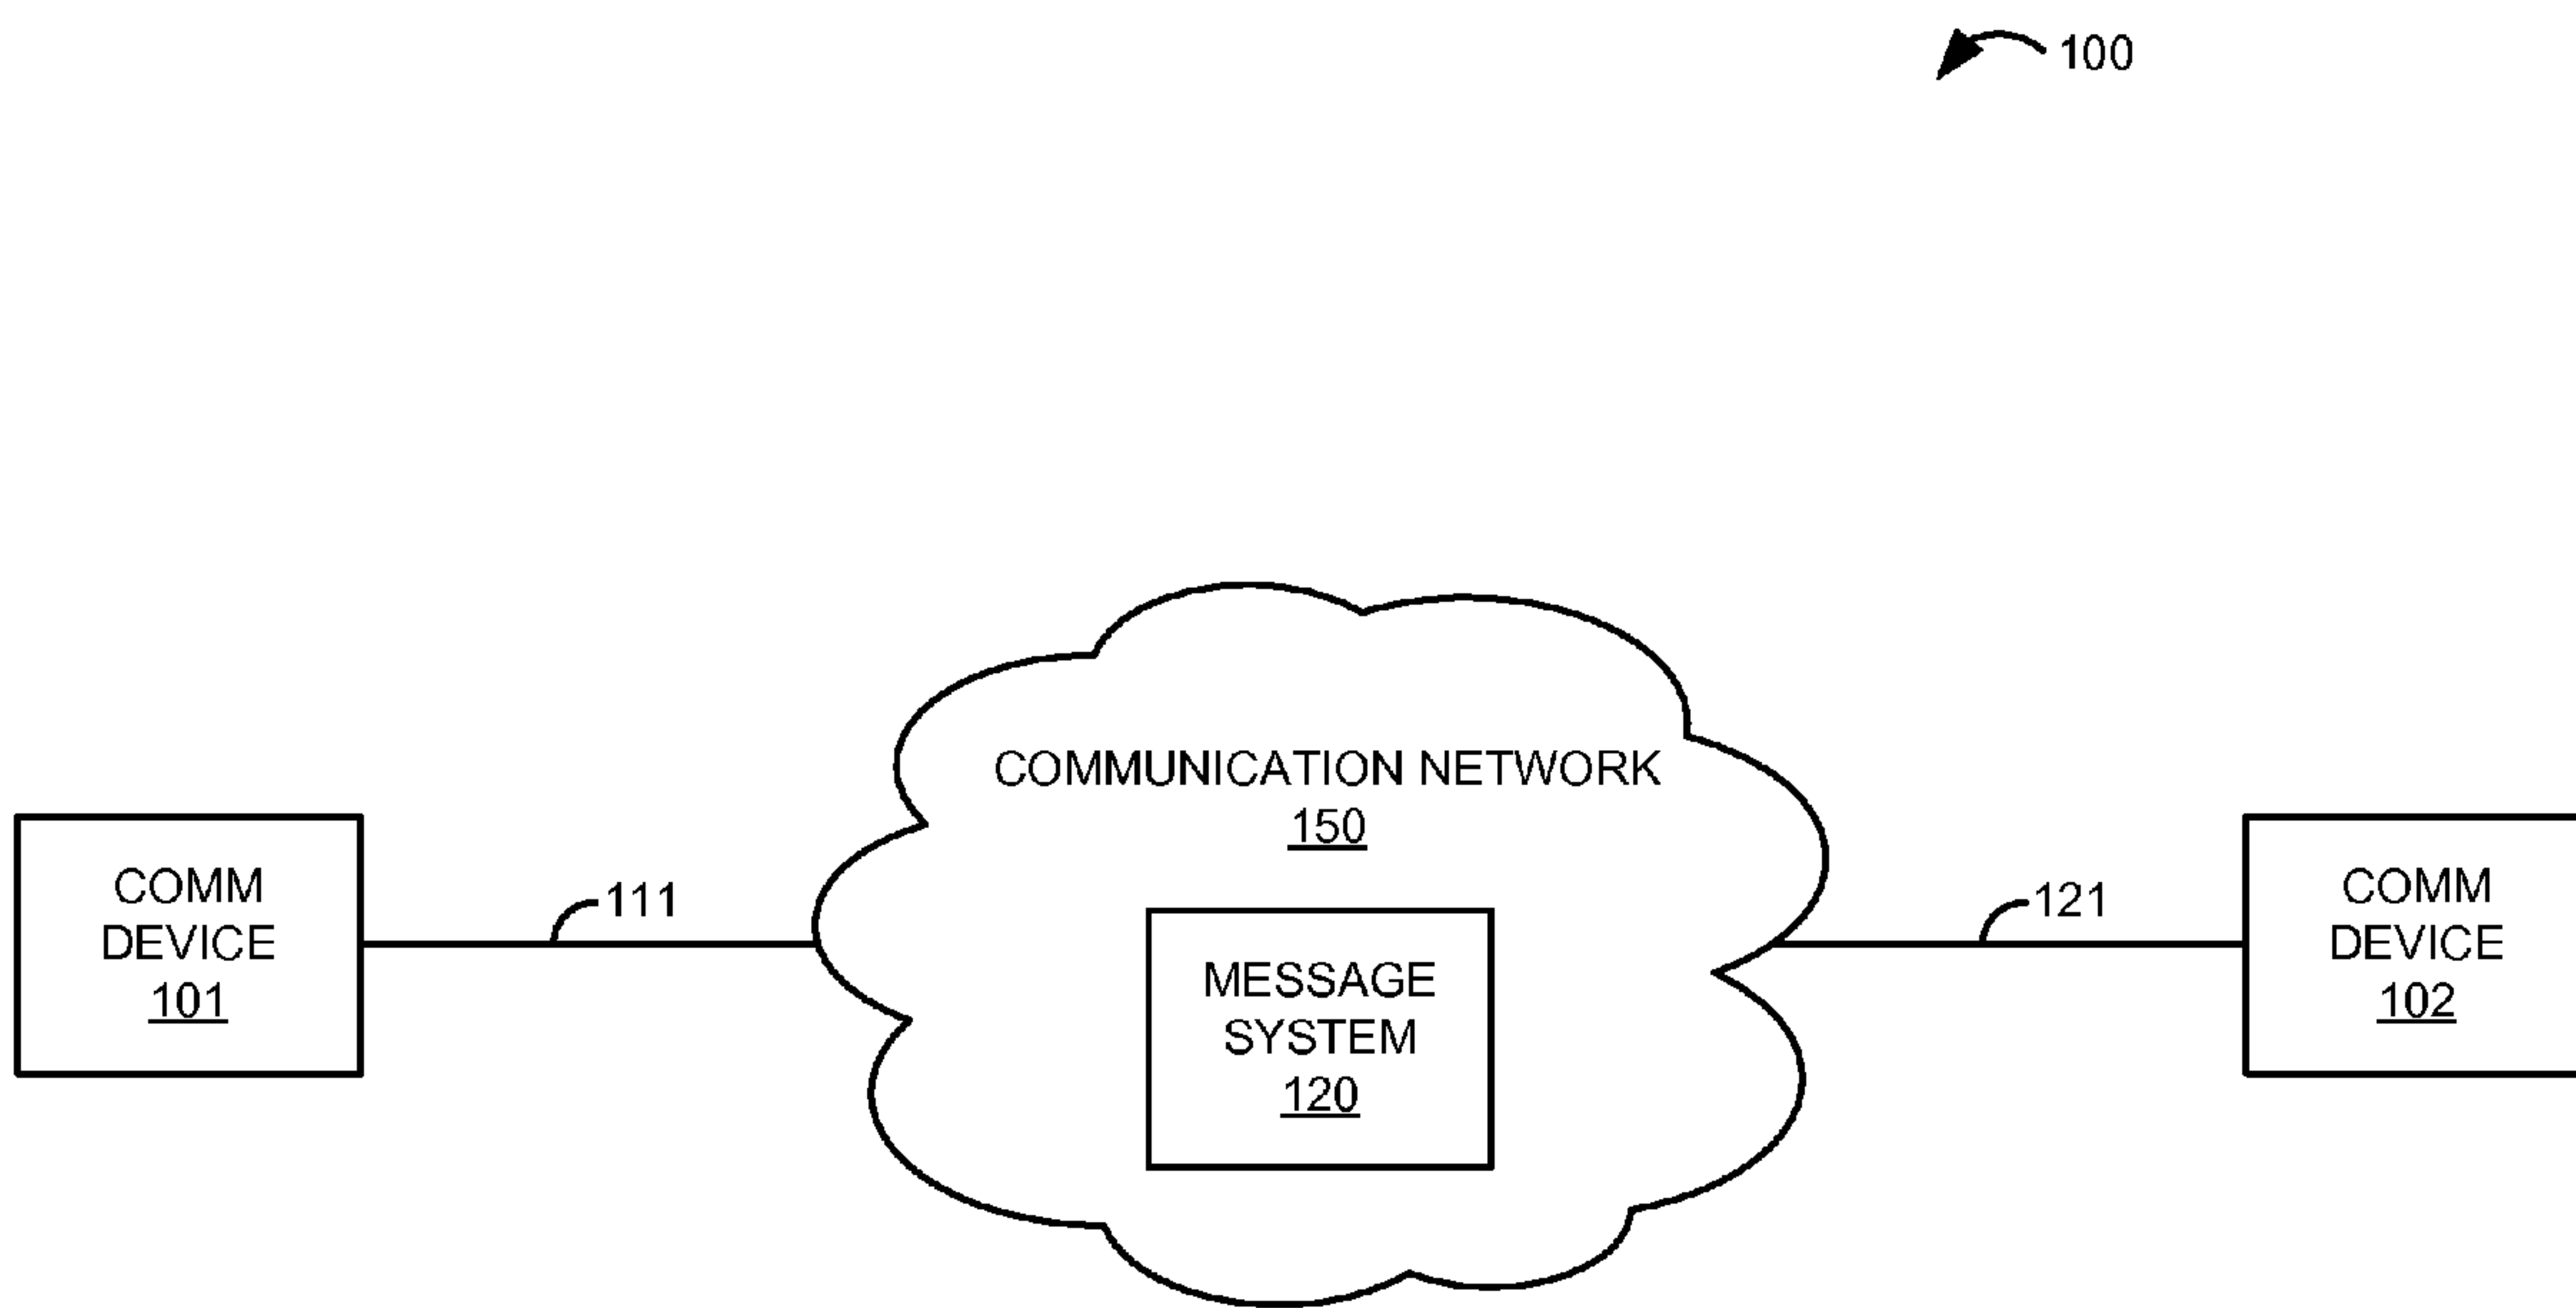 100
COMMUNICATION NETWORK
150
COMM
DEVICE
101
111
MESSAGE
SYSTEM
120
121
COMM
DEVICE
102